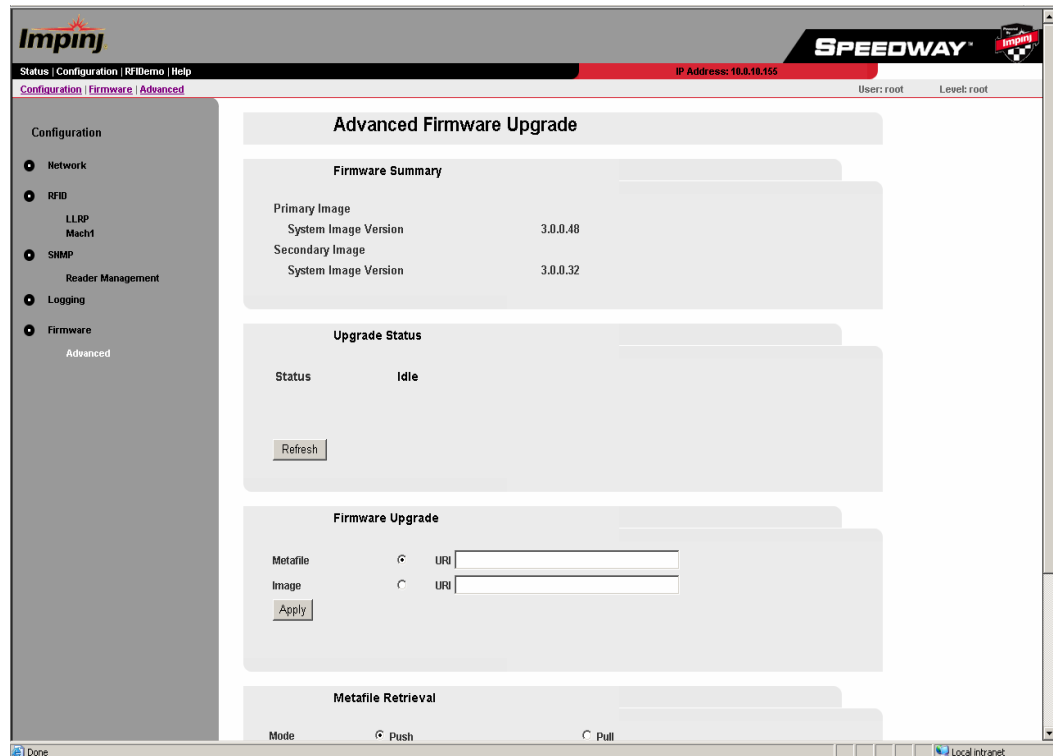 Impinj
SPEEDWAY
Powered by Impinj
Status | Configuration | RFIDemo | Help
IP Address: 10.0.10.155
Configuration | Firmware | Advanced
User: root Level: root
Configuration
Network
RFID
LLRP
Mach1
SNMP
Reader Management
Logging
Firmware
Advanced
Advanced Firmware Upgrade
Firmware Summary
Primary Image
System Image Version 3.0.0.48
Secondary Image
System Image Version 3.0.0.32
Upgrade Status
Status Idle
Refresh
Firmware Upgrade
Metafile URI
Image URI
Apply
Metafile Retrieval
Mode Push Pull
Done
Local intranet